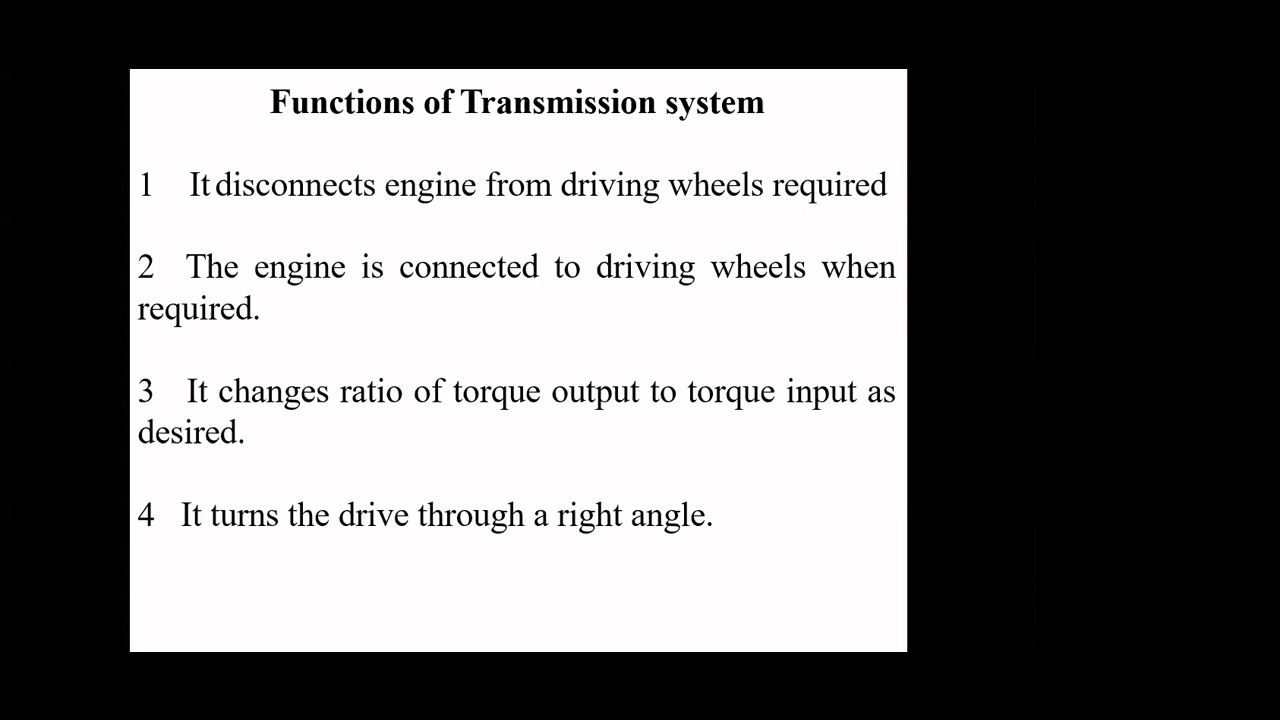 Functions of Transmission system
1 It disconnects engine from driving wheels required
2 The engine is connected to driving wheels when
required.
3 It changes ratio of torque output to torque input as
desired.
4 It turns the drive through a right angle.